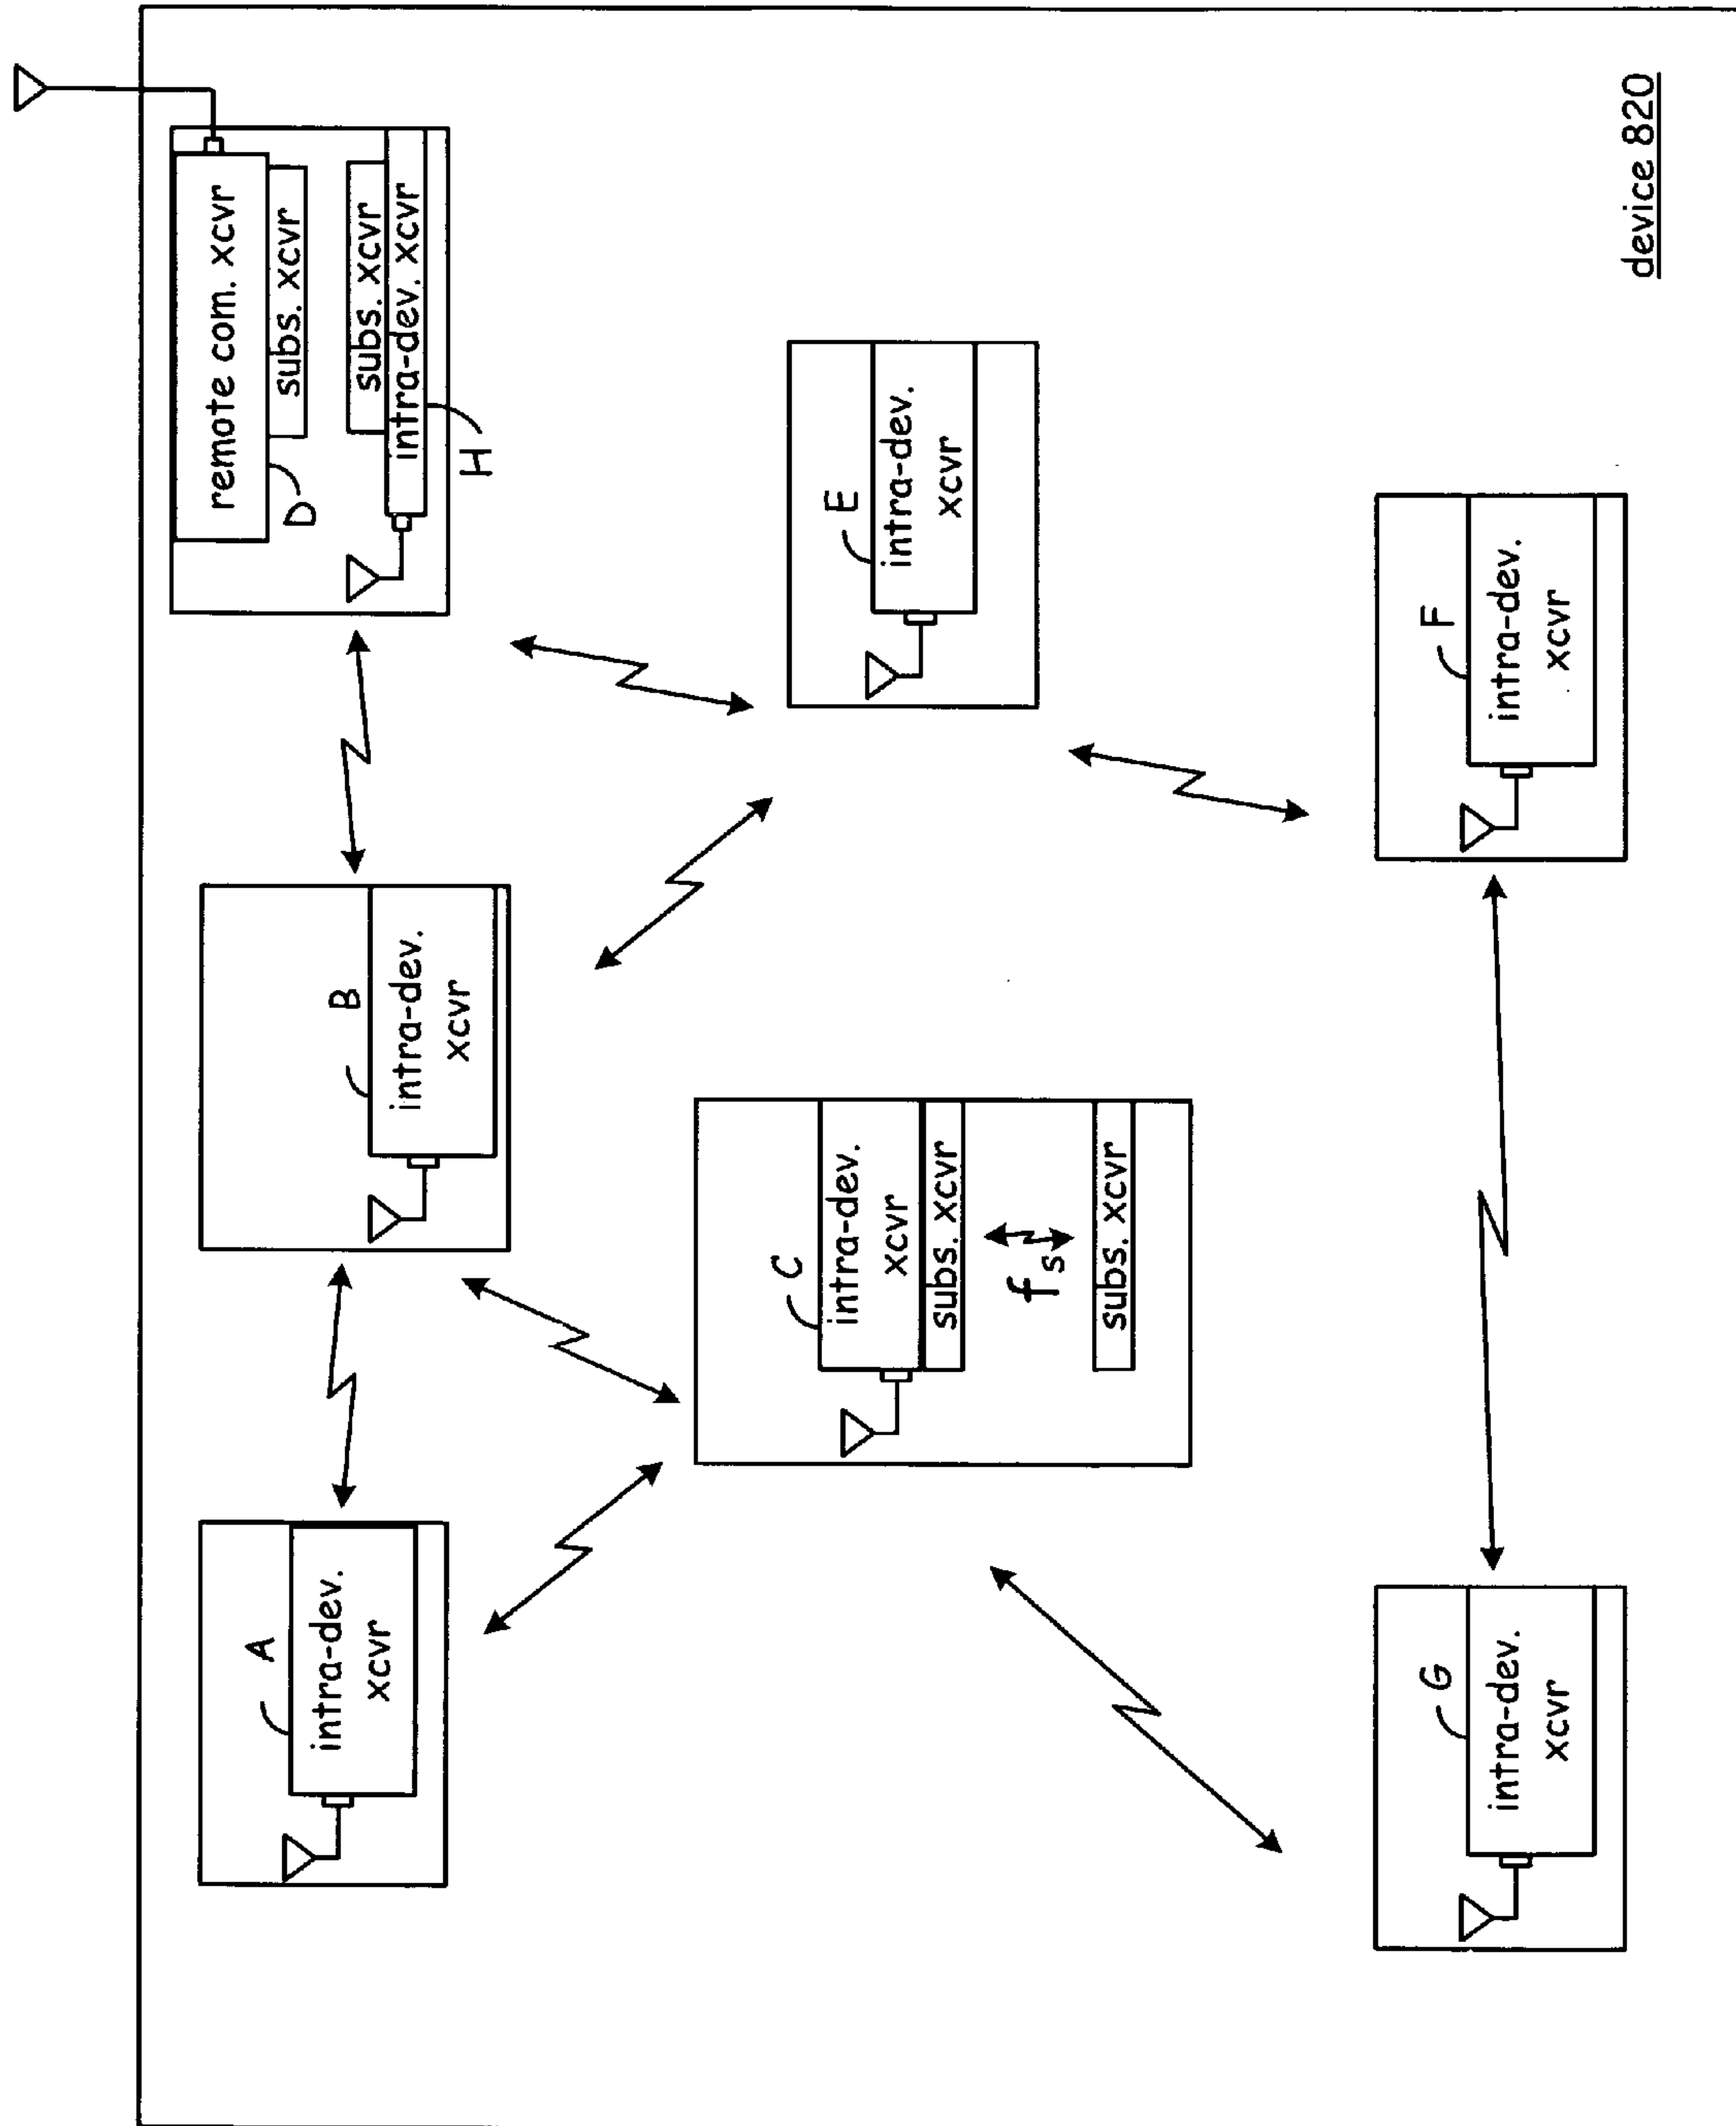 A
intra-dev.
xcvr
B
intra-dev.
xcvr
remote com. xcvr
D
subs. xcvr
subs. xcvr
intra-dev. xcvr
H
C
intra-dev.
xcvr
subs. xcvr
fs
subs. xcvr
E
intra-dev.
xcvr
G
intra-dev.
xcvr
F
intra-dev.
xcvr
device 820